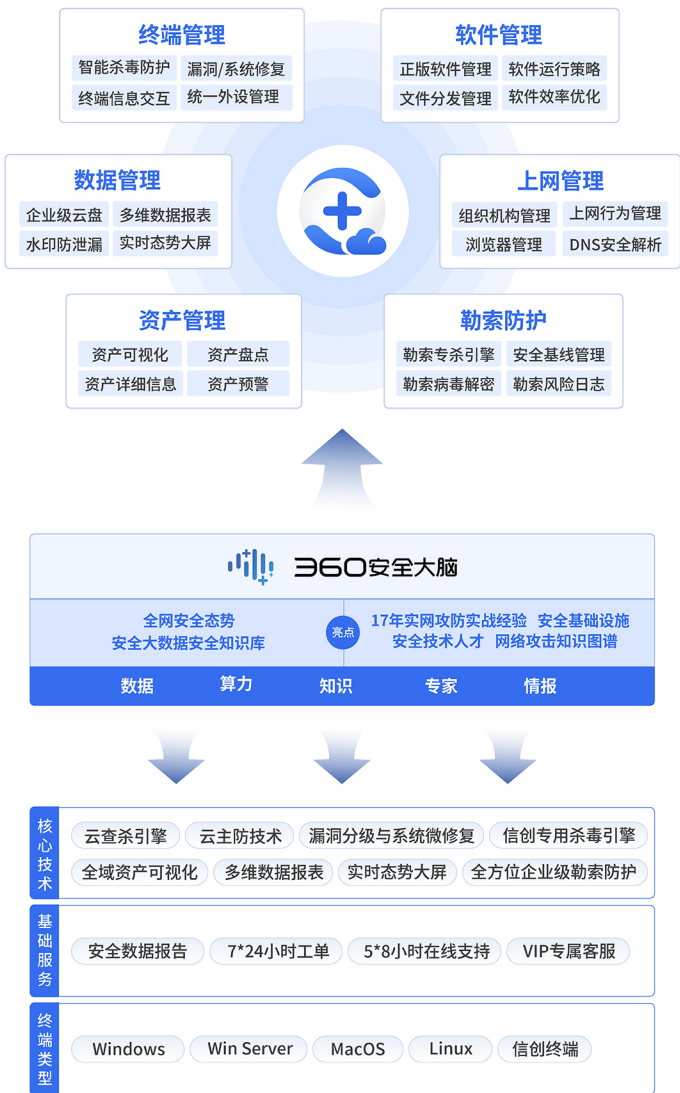 终端管理
智能杀毒防护 漏洞/系统修复
终端信息交互 统一外设管理
软件管理
正版软件管理 软件运行策略
文件分发管理 软件效率优化
数据管理
企业级云盘 多维数据报表
水印防泄漏 实时态势大屏
上网管理
组织机构管理 上网行为管理
浏览器管理 DNS安全解析
资产管理
资产可视化 资产盘点
资产详细信息 资产预警
勒索防护
勒索专杀引擎 安全基线管理
勒索病毒解密 勒索风险日志
360安全大脑
全网安全态势
安全大数据安全知识库
亮点
17年实网攻防实战经验 安全基础设施
安全技术人才 网络攻击知识图谱
数据 算力 知识 专家 情报
核心技术
云查杀引擎 云主防技术 漏洞分级与系统微修复 信创专用杀毒引擎
全域资产可视化 多维数据报表 实时态势大屏 全方位企业级勒索防护
基础服务
安全数据报告 7*24小时工单 5*8小时在线支持 VIP专属客服
终端类型
Windows Win Server MacOS Linux 信创终端